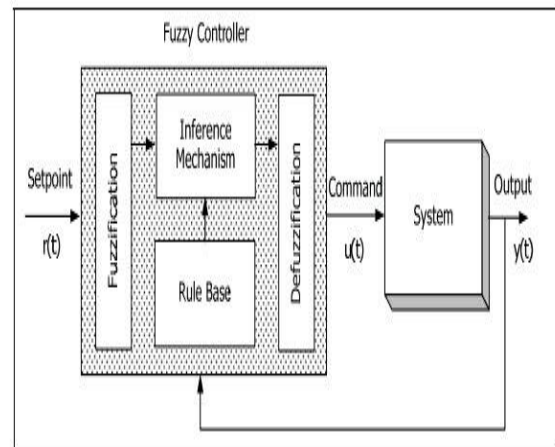 Fuzzy Controller
Setpoint
r(t)
Fuzzification
Inference
Mechanism
Rule Base
Defuzzification
Command
u(t)
System
Output
y(t)